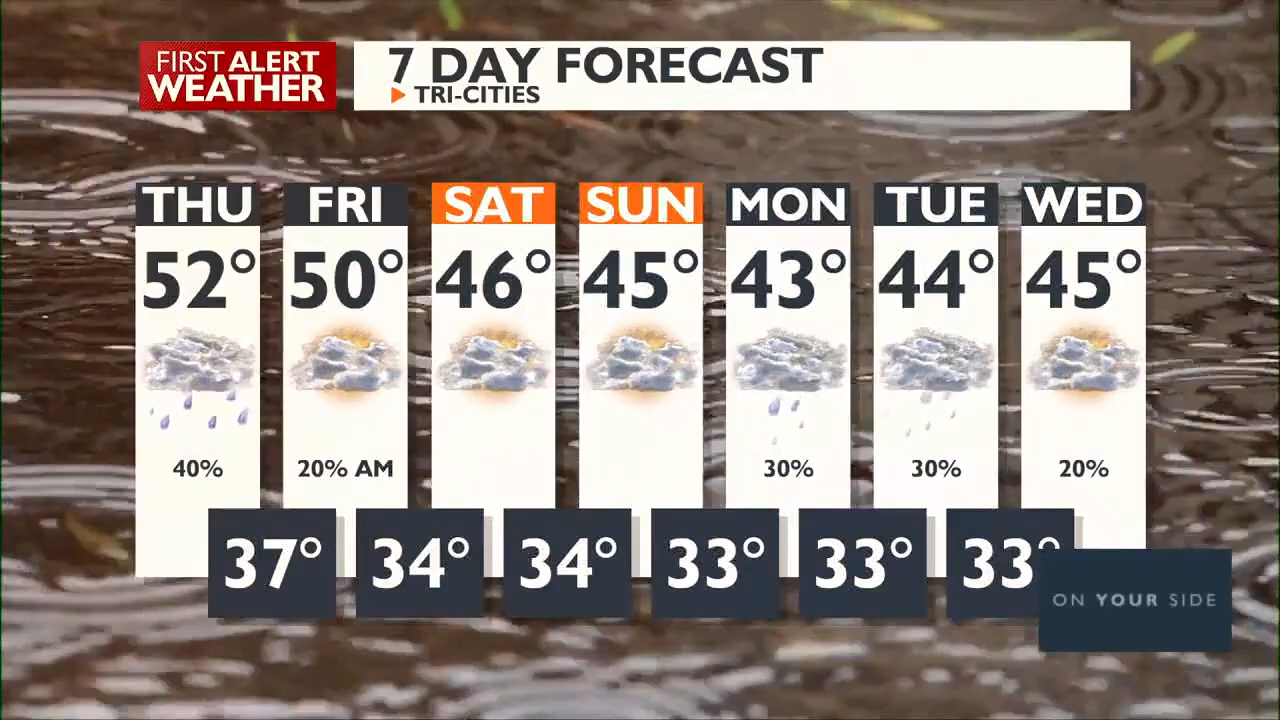 FIRST ALERT
WEATHER
7 DAY FORECAST
TRI-CITIES
THU FRI SAT SUN MON TUE WED
52° 50° 46° 45° 43° 44° 45°
40% 20% AM 30% 30% 20%
37° 34° 34° 33° 33° 33°
ON YOUR SIDE